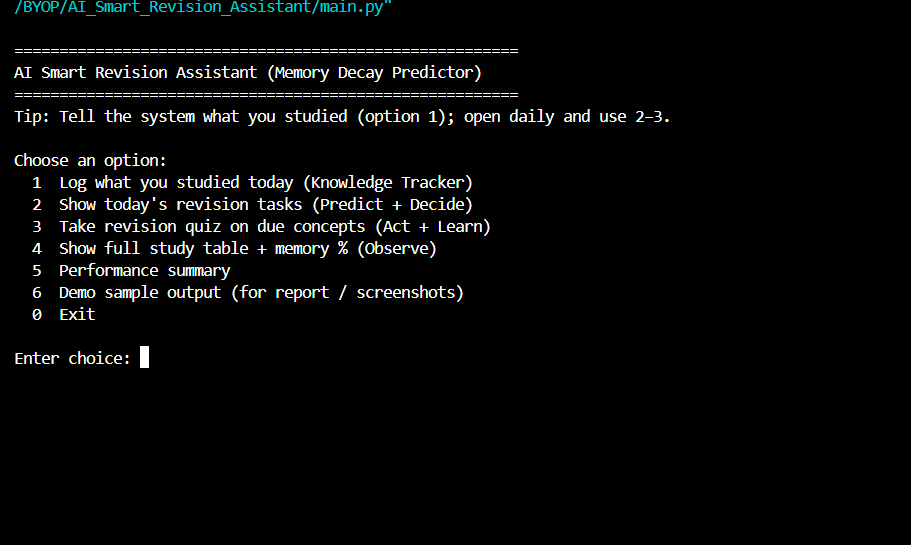 /BYOP/AI_Smart_Revision_Assistant/main.py"
========================================================
AI Smart Revision Assistant (Memory Decay Predictor)
========================================================
Tip: Tell the system what you studied (option 1); open daily and use 2–3.
Choose an option:
1 Log what you studied today (Knowledge Tracker)
2 Show today's revision tasks (Predict + Decide)
3 Take revision quiz on due concepts (Act + Learn)
4 Show full study table + memory % (Observe)
5 Performance summary
6 Demo sample output (for report / screenshots)
0 Exit
Enter choice: